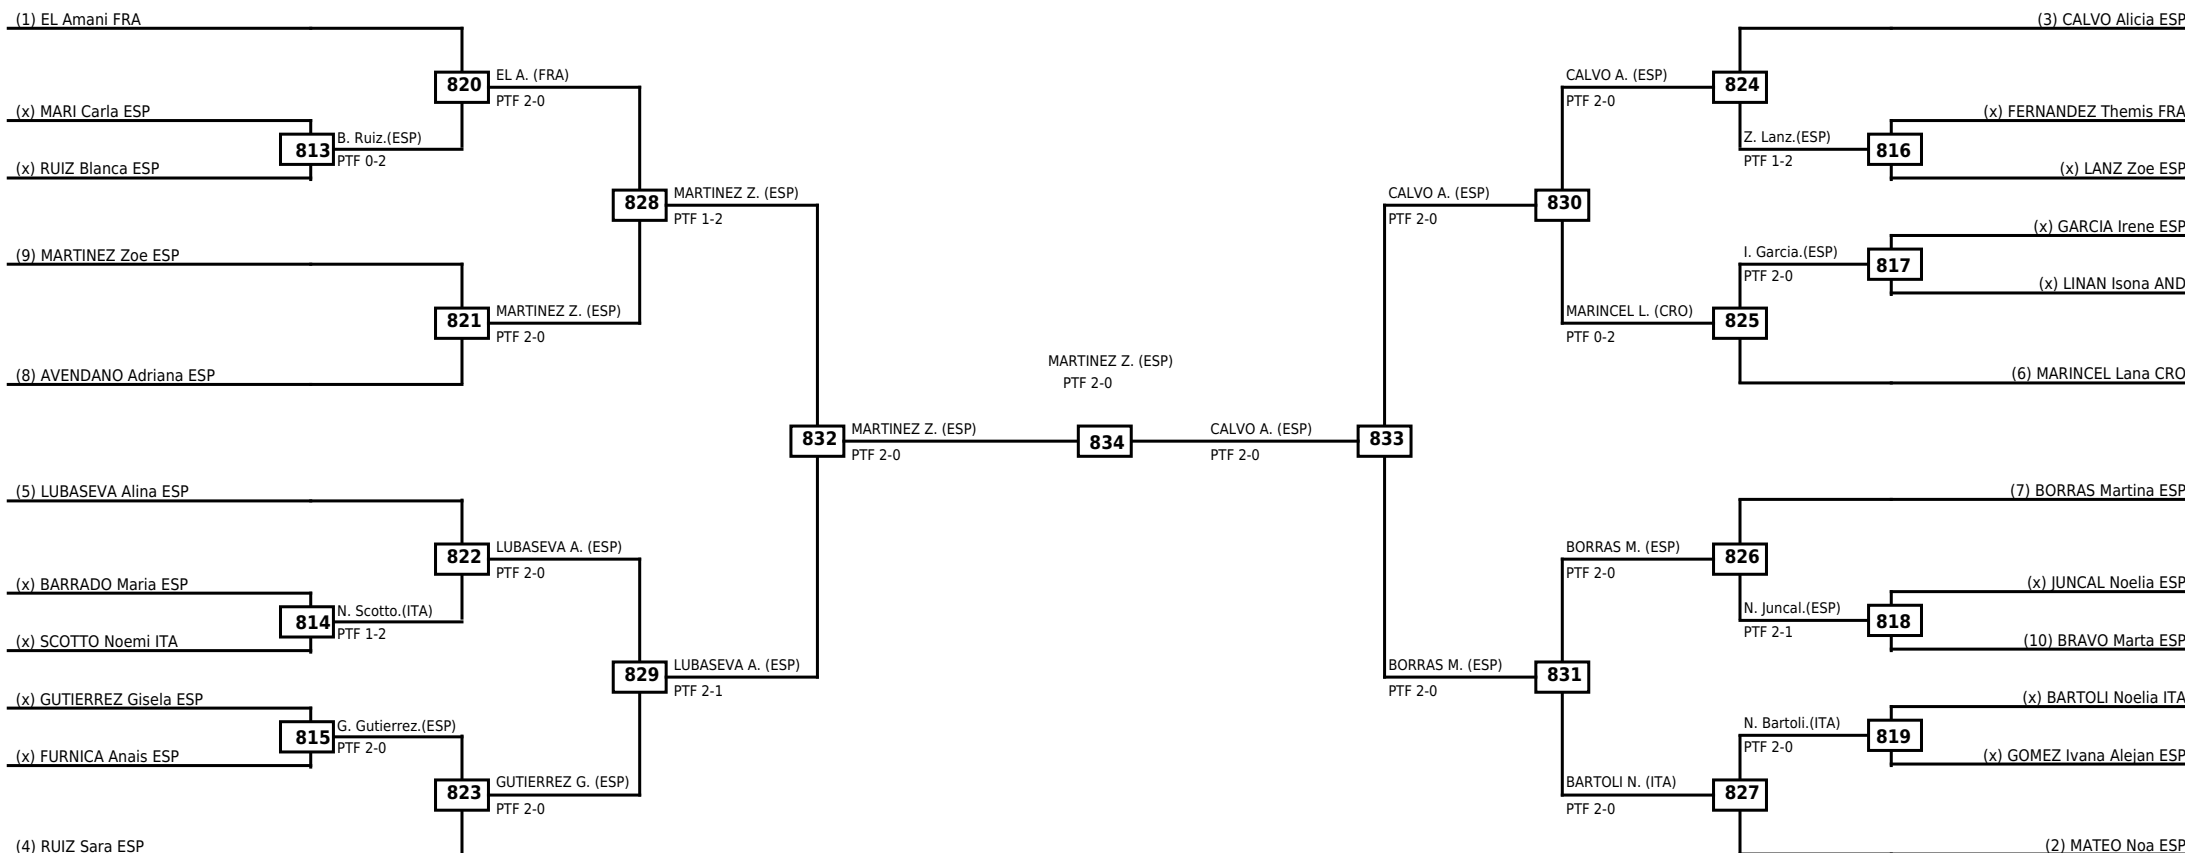 (1) EL Amani FRA
(x) MARI Carla ESP
(x) RUIZ Blanca ESP
(9) MARTINEZ Zoe ESP
(8) AVENDANO Adriana ESP
(5) LUBASEVA Alina ESP
(x) BARRADO Maria ESP
(x) SCOTTO Noemi ITA
(x) GUTIERREZ Gisela ESP
(x) FURNICA Anais ESP
(4) RUIZ Sara ESP
813
B. Ruiz.(ESP)
PTF 0-2
814
N. Scotto.(ITA)
PTF 1-2
815
G. Gutierrez.(ESP)
PTF 2-0
820
EL A. (FRA)
PTF 2-0
821
MARTINEZ Z. (ESP)
PTF 2-0
822
LUBASEVA A. (ESP)
PTF 2-0
823
GUTIERREZ G. (ESP)
PTF 2-0
828
MARTINEZ Z. (ESP)
PTF 1-2
829
LUBASEVA A. (ESP)
PTF 2-1
832
MARTINEZ Z. (ESP)
PTF 2-0
MARTINEZ Z. (ESP)
PTF 2-0
834
CALVO A. (ESP)
PTF 2-0
833
CALVO A. (ESP)
PTF 2-0
830
BORRAS M. (ESP)
PTF 2-0
831
CALVO A. (ESP)
PTF 2-0
824
MARINCEL L. (CRO)
PTF 0-2
825
BORRAS M. (ESP)
PTF 2-0
826
BARTOLI N. (ITA)
PTF 2-0
827
Z. Lanz.(ESP)
PTF 1-2
816
I. Garcia.(ESP)
PTF 2-0
817
N. Juncal.(ESP)
PTF 2-1
818
N. Bartoli.(ITA)
PTF 2-0
819
(3) CALVO Alicia ESP
(x) FERNANDEZ Themis FRA
(x) LANZ Zoe ESP
(x) GARCIA Irene ESP
(x) LINAN Isona AND
(6) MARINCEL Lana CRO
(7) BORRAS Martina ESP
(x) JUNCAL Noelia ESP
(10) BRAVO Marta ESP
(x) BARTOLI Noelia ITA
(x) GOMEZ Ivana Alejan ESP
(2) MATEO Noa ESP